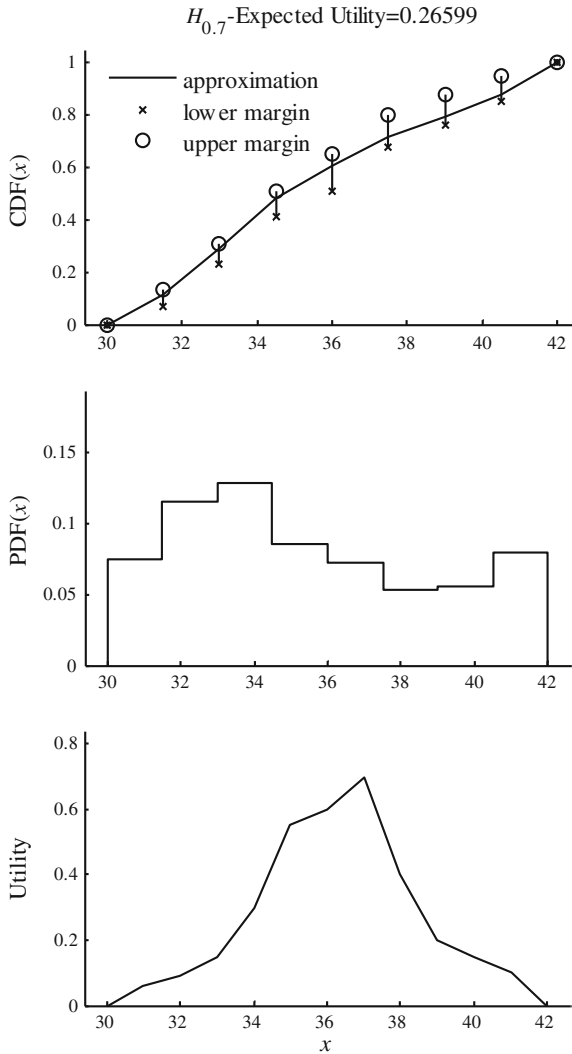 H0.7-Expected Utility=0.26599
approximation
lower margin
upper margin
CDF(x)
1
0.8
0.6
0.4
0.2
0
30 32 34 36 38 40 42
PDF(x)
0.15
0.1
0.05
0
30 32 34 36 38 40 42
Utility
0.8
0.6
0.4
0.2
0
30 32 34 36 38 40 42
x